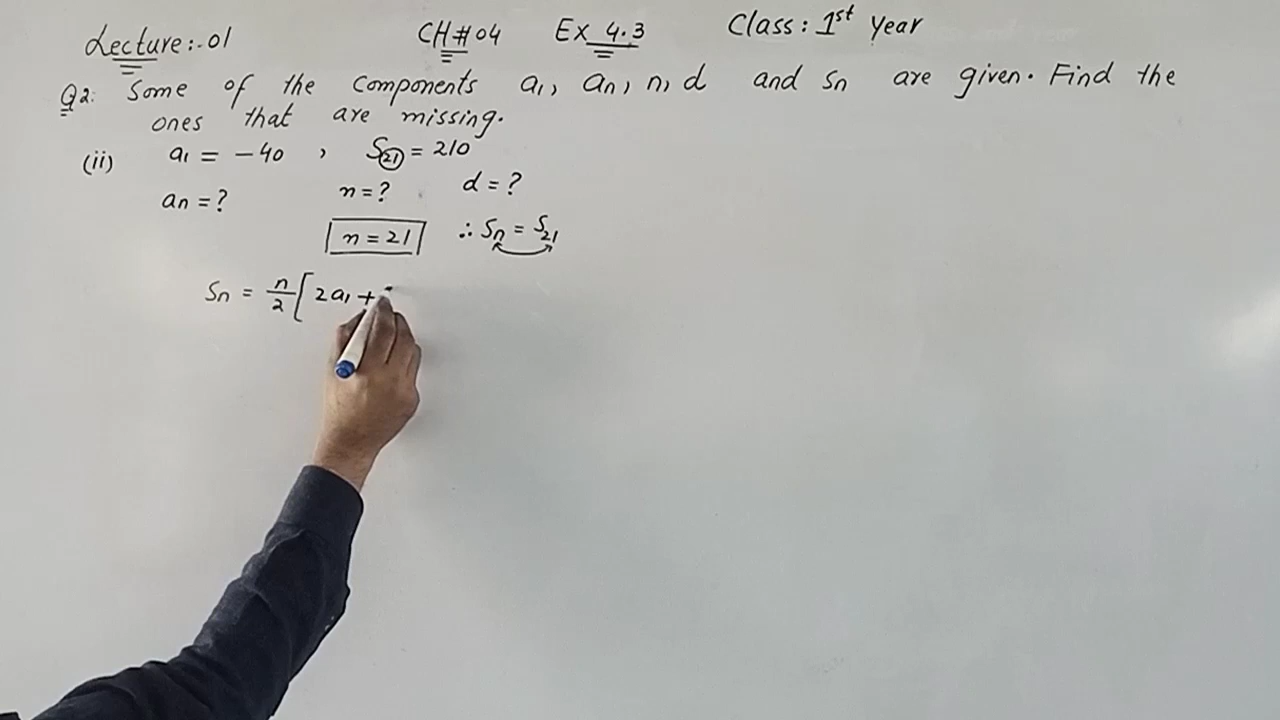 Lecture:-01 CH#04 Ex 4.3 Class: 1st year
Q2: Some of the components a₁, aₙ, n, d and Sₙ are given. Find the
ones that are missing.
(ii) a₁ = -40 , S₂₁ = 210
aₙ = ? n = ? d = ?
n = 21 ∴ Sₙ = S₂₁
Sₙ = n/2 [ 2a₁ +